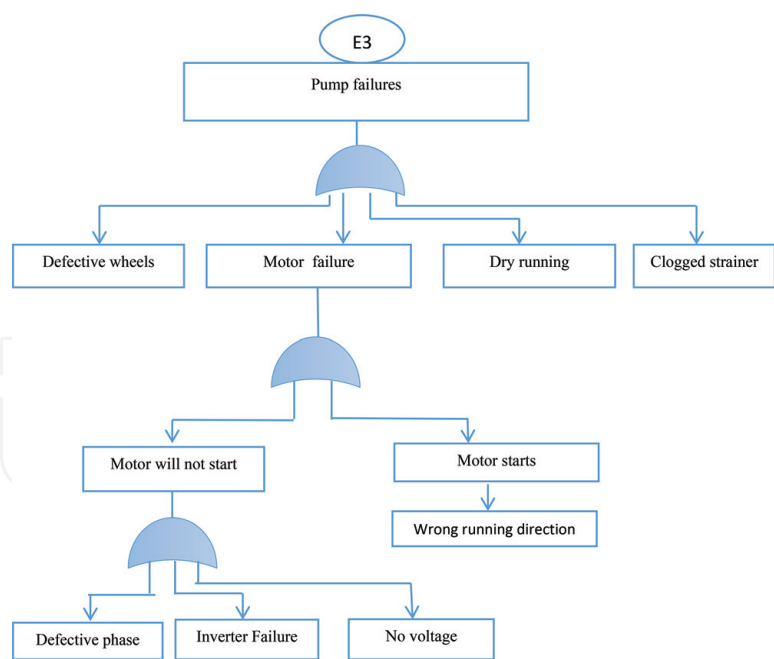 E3
Pump failures
Defective wheels
Motor failure
Dry running
Clogged strainer
Motor will not start
Motor starts
Wrong running direction
Defective phase
Inverter Failure
No voltage